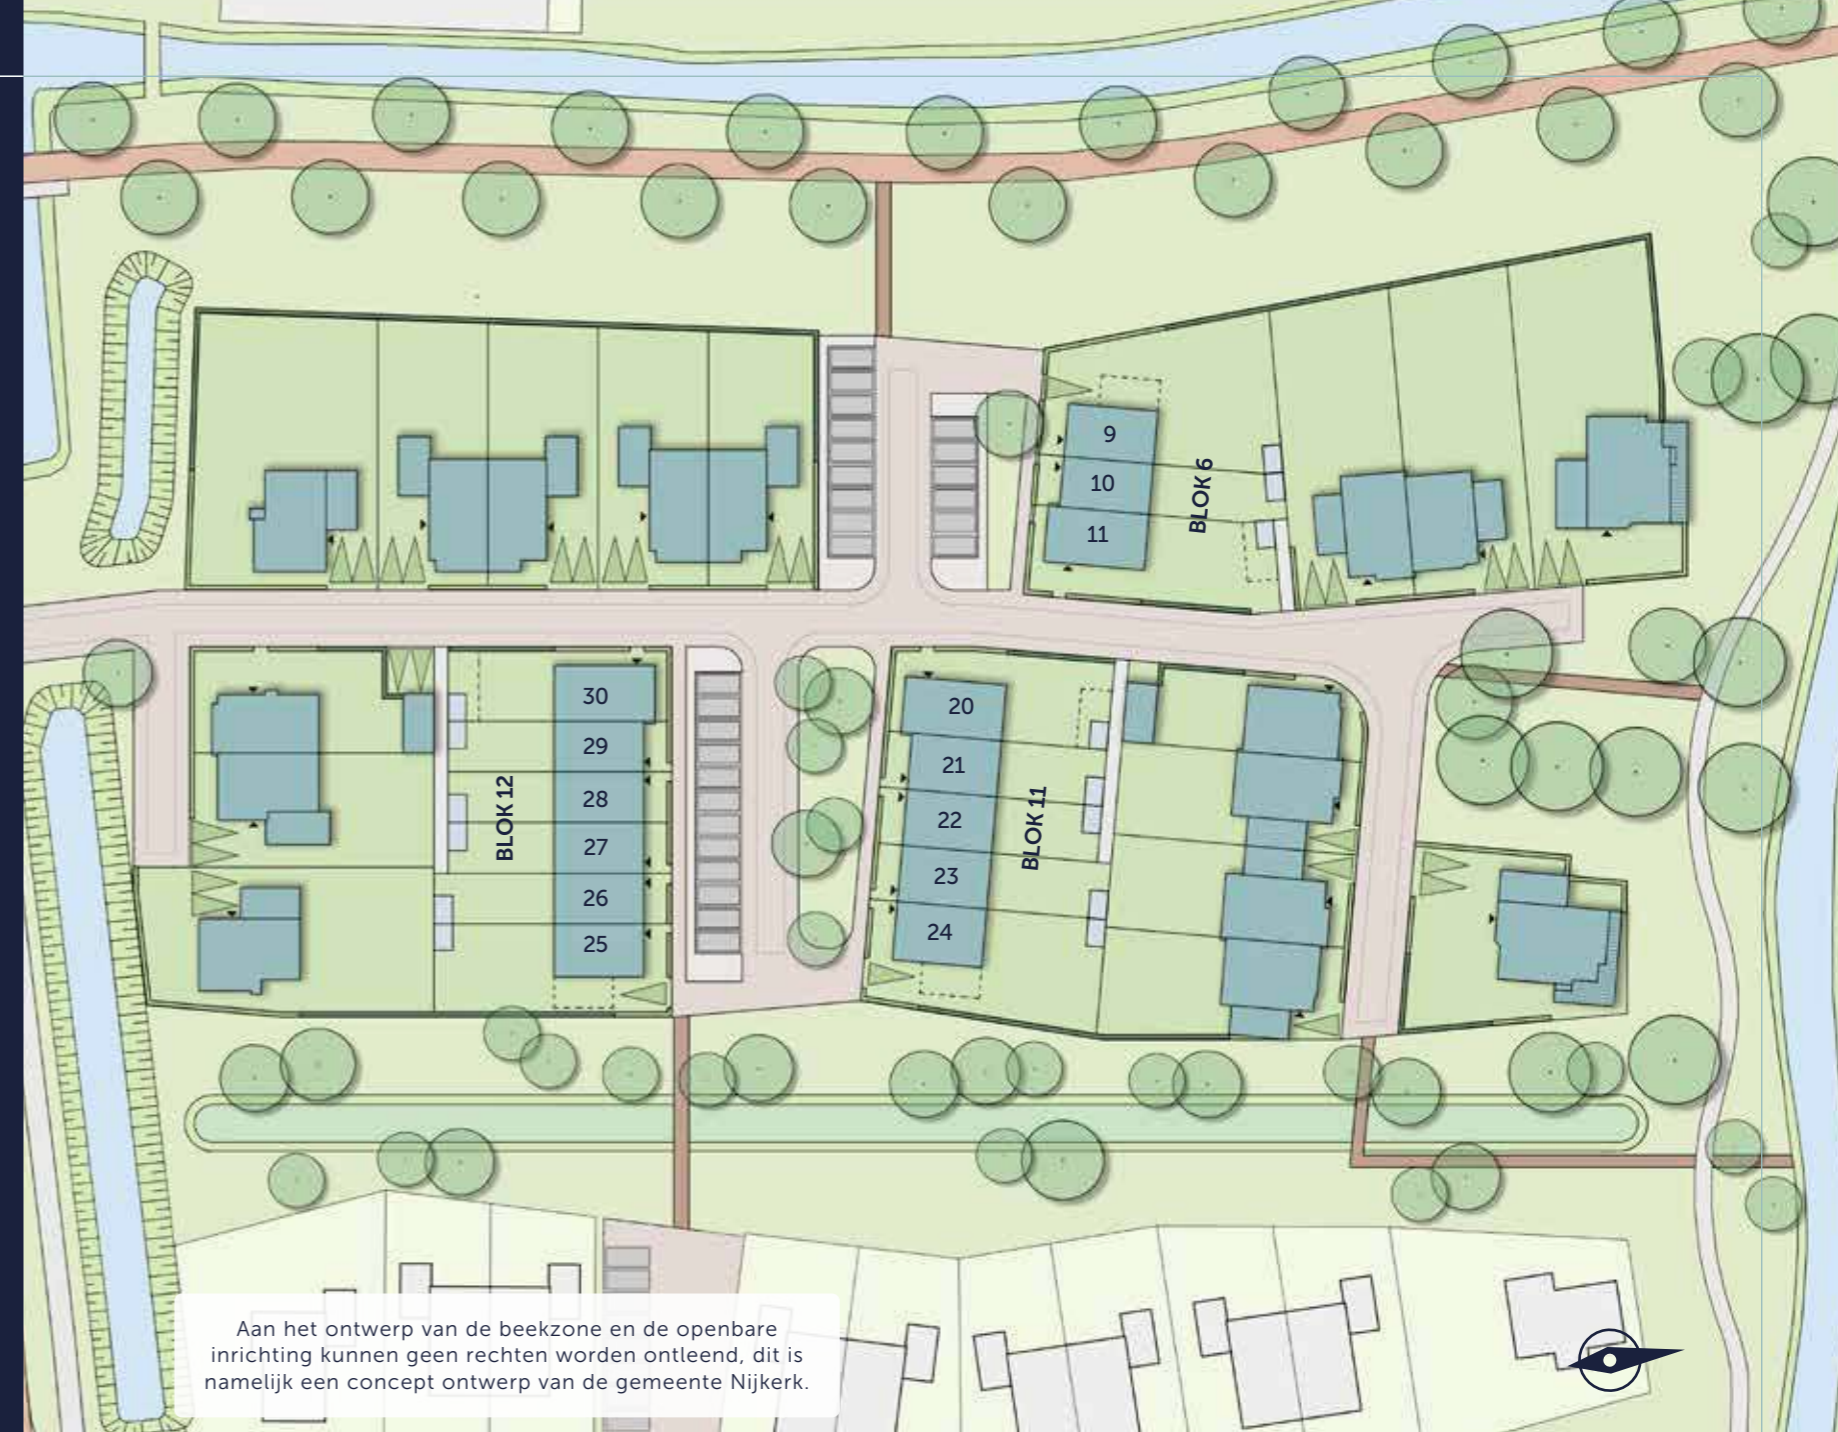 9
10
11
BLOK 6
30
29
28
27
26
25
BLOK 12
20
21
22
23
24
BLOK 11
Aan het ontwerp van de beekzone en de openbare
inrichting kunnen geen rechten worden ontleend, dit is
namelijk een concept ontwerp van de gemeente Nijkerk.